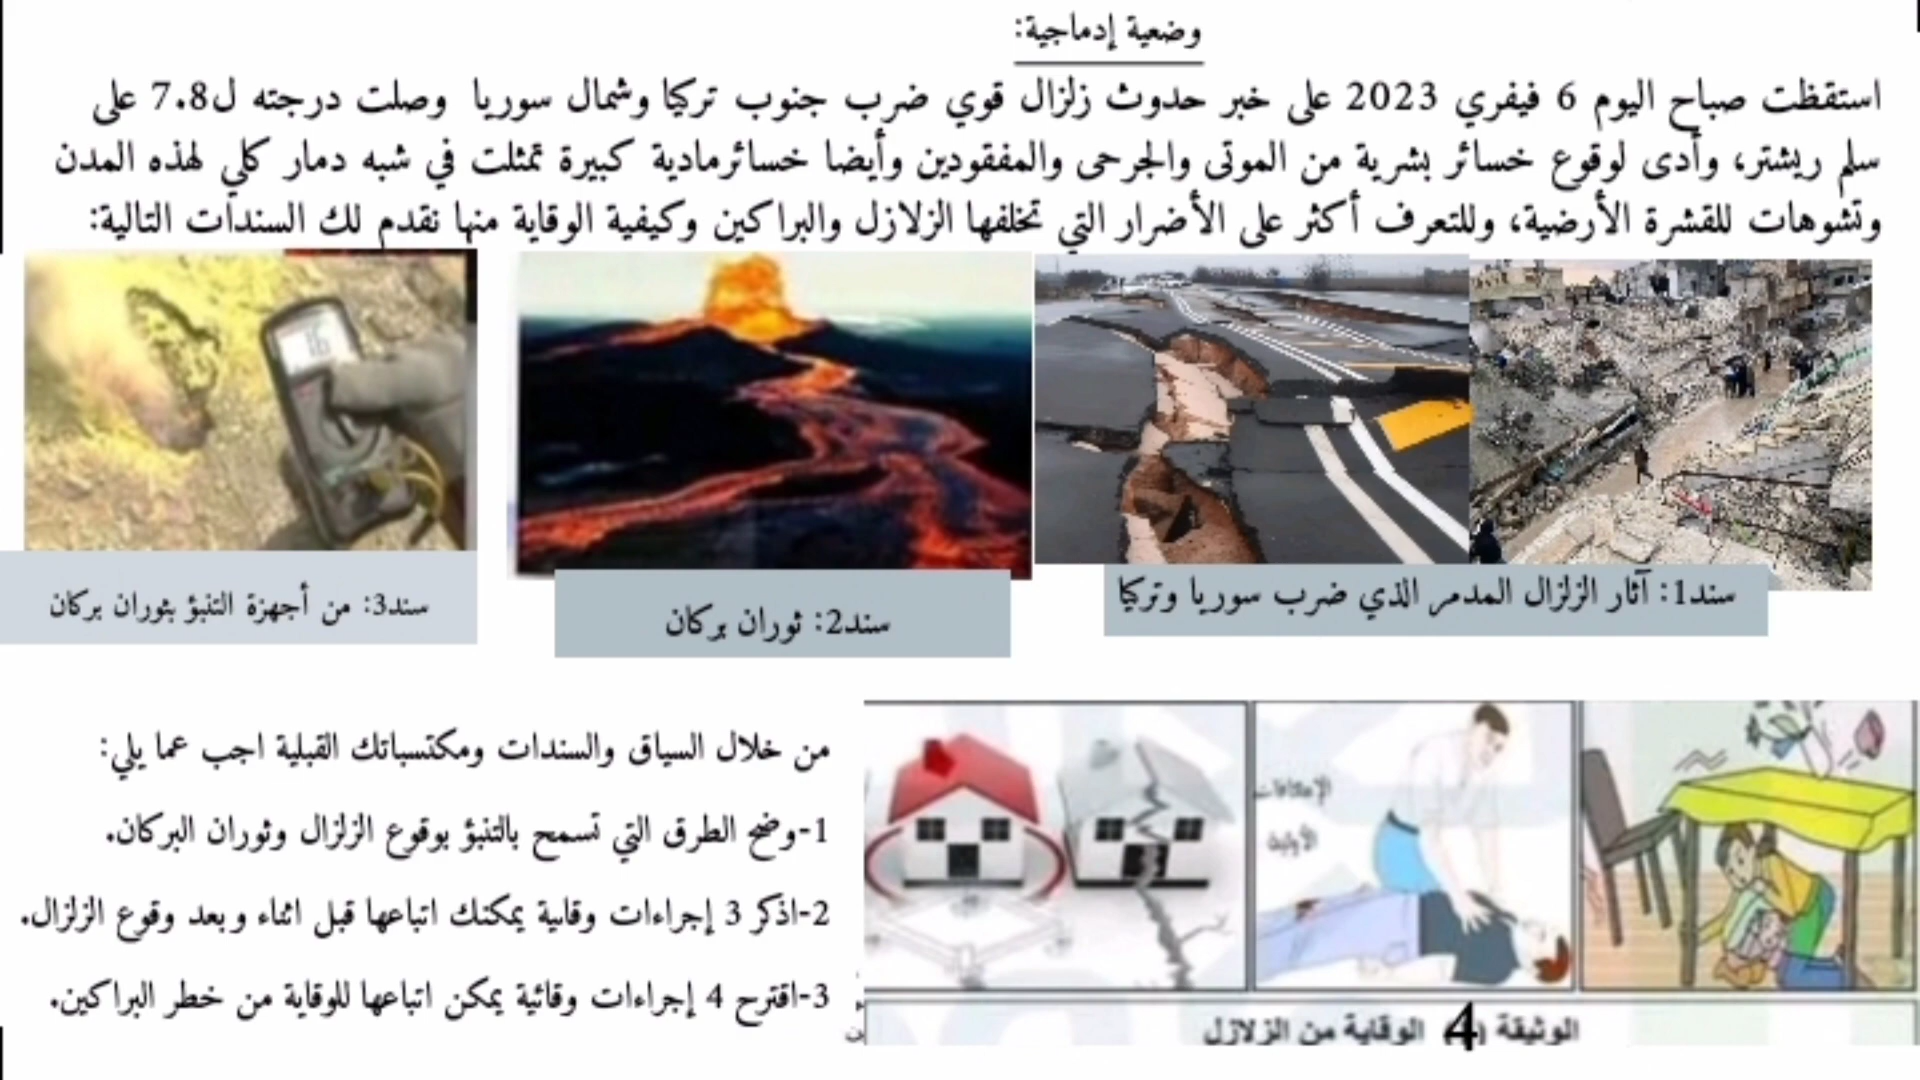 وضعية إدماجية:
استقظت صباح اليوم 6 فيفري 2023 على خبر حدوث زلزال قوي ضرب جنوب تركيا وشمال سوريا وصلت درجته ل7.8 على
سلم ريشتر، وأدى لوقوع خسائر بشرية من الموتى والجرحى والمفقودين وأيضا خسائرمادية كبيرة تمثلت في شبه دمار كلي لهذه المدن
وتشوهات للقشرة الأرضية، وللتعرف أكثر على الأضرار التي تخلفها الزلازل والبراكين وكيفية الوقاية منها نقدم لك السندات التالية:
16
سند1: آثار الزلزال المدمر الذي ضرب سوريا وتركيا
سند2: ثوران بركان
سند3: من أجهزة التنبؤ بثوران بركان
الإسعافات
الأولية
الوثيقة (4 الوقاية من الزلازل
من خلال السياق والسندات ومكتسباتك القبلية اجب عما يلي:
1-وضح الطرق التي تسمح بالتنبؤ بوقوع الزلزال وثوران البركان.
2-اذكر 3 إجراءات وقاىية يمكنك اتباعها قبل اثناء وبعد وقوع الزلزال.
3-اقترح 4 إجراءات وقائية يمكن اتباعها للوقاية من خطر البراكين.